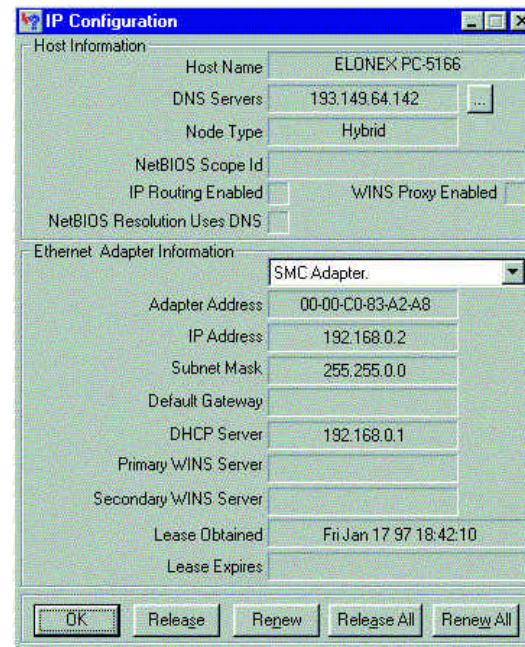 IP Configuration
Host Information
Host Name ELONEX PC-5166
DNS Servers 193.149.64.142 ...
Node Type Hybrid
NetBIOS Scope Id
IP Routing Enabled WINS Proxy Enabled
NetBIOS Resolution Uses DNS
Ethernet Adapter Information
SMC Adapter.
Adapter Address 00-00-C0-83-A2-A8
IP Address 192.168.0.2
Subnet Mask 255.255.0.0
Default Gateway
DHCP Server 192.168.0.1
Primary WINS Server
Secondary WINS Server
Lease Obtained Fri Jan 17 97 18:42:10
Lease Expires
OK Release Renew Release All Renew All